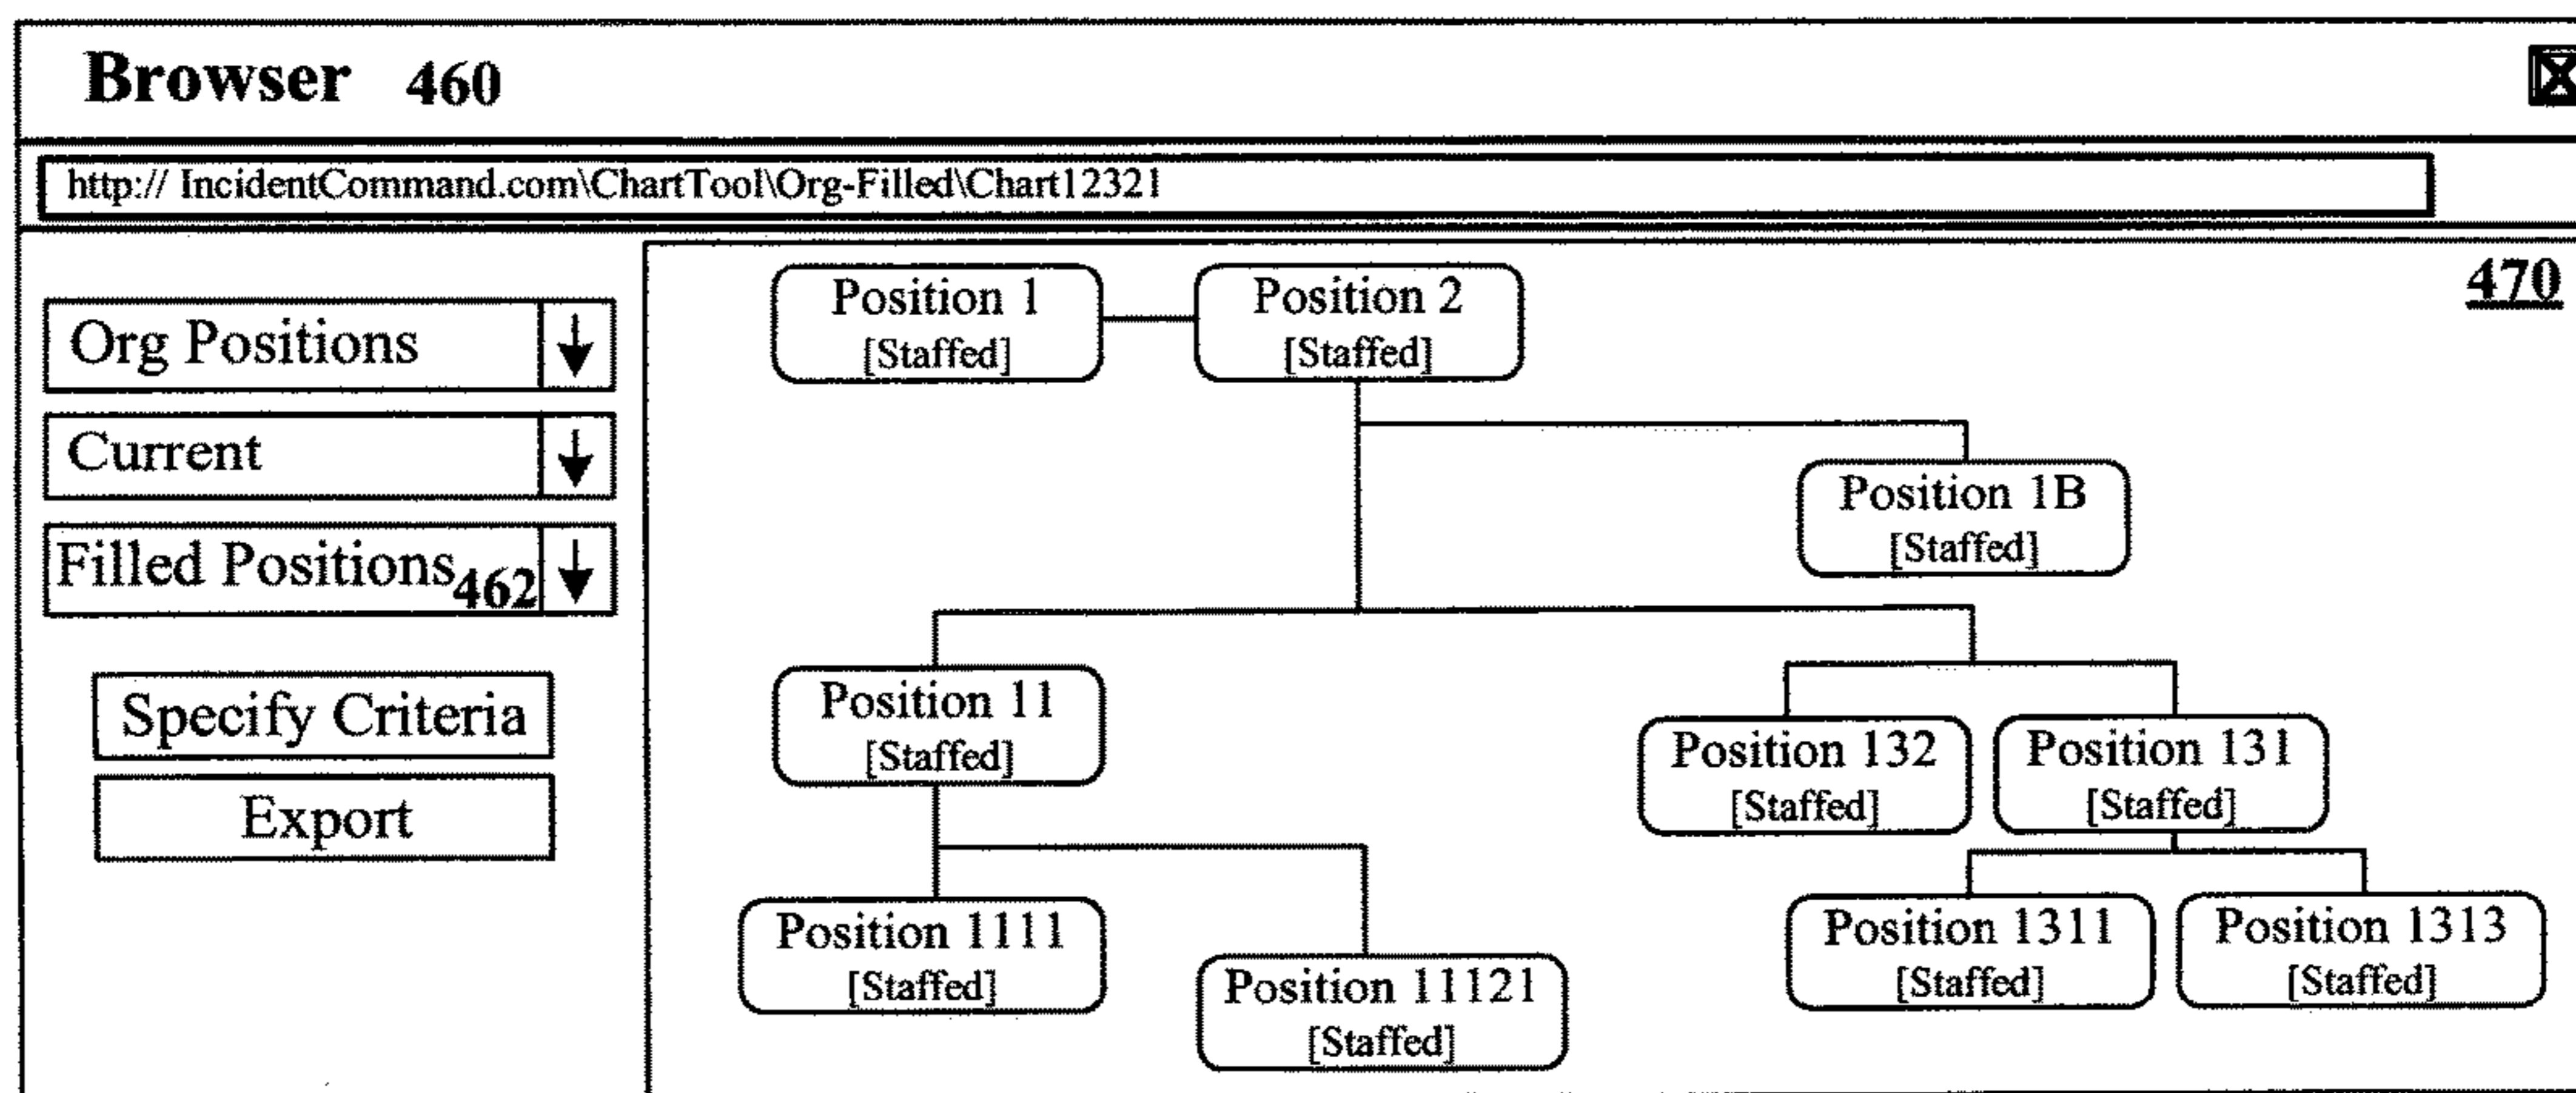 Browser 460
http:// IncidentCommand.com\ChartTool\Org-Filled\Chart12321
470
Org Positions
Current
Filled Positions 462
Specify Criteria
Export
Position 1
[Staffed]
Position 2
[Staffed]
Position 1B
[Staffed]
Position 11
[Staffed]
Position 132
[Staffed]
Position 131
[Staffed]
Position 1111
[Staffed]
Position 11121
[Staffed]
Position 1311
[Staffed]
Position 1313
[Staffed]